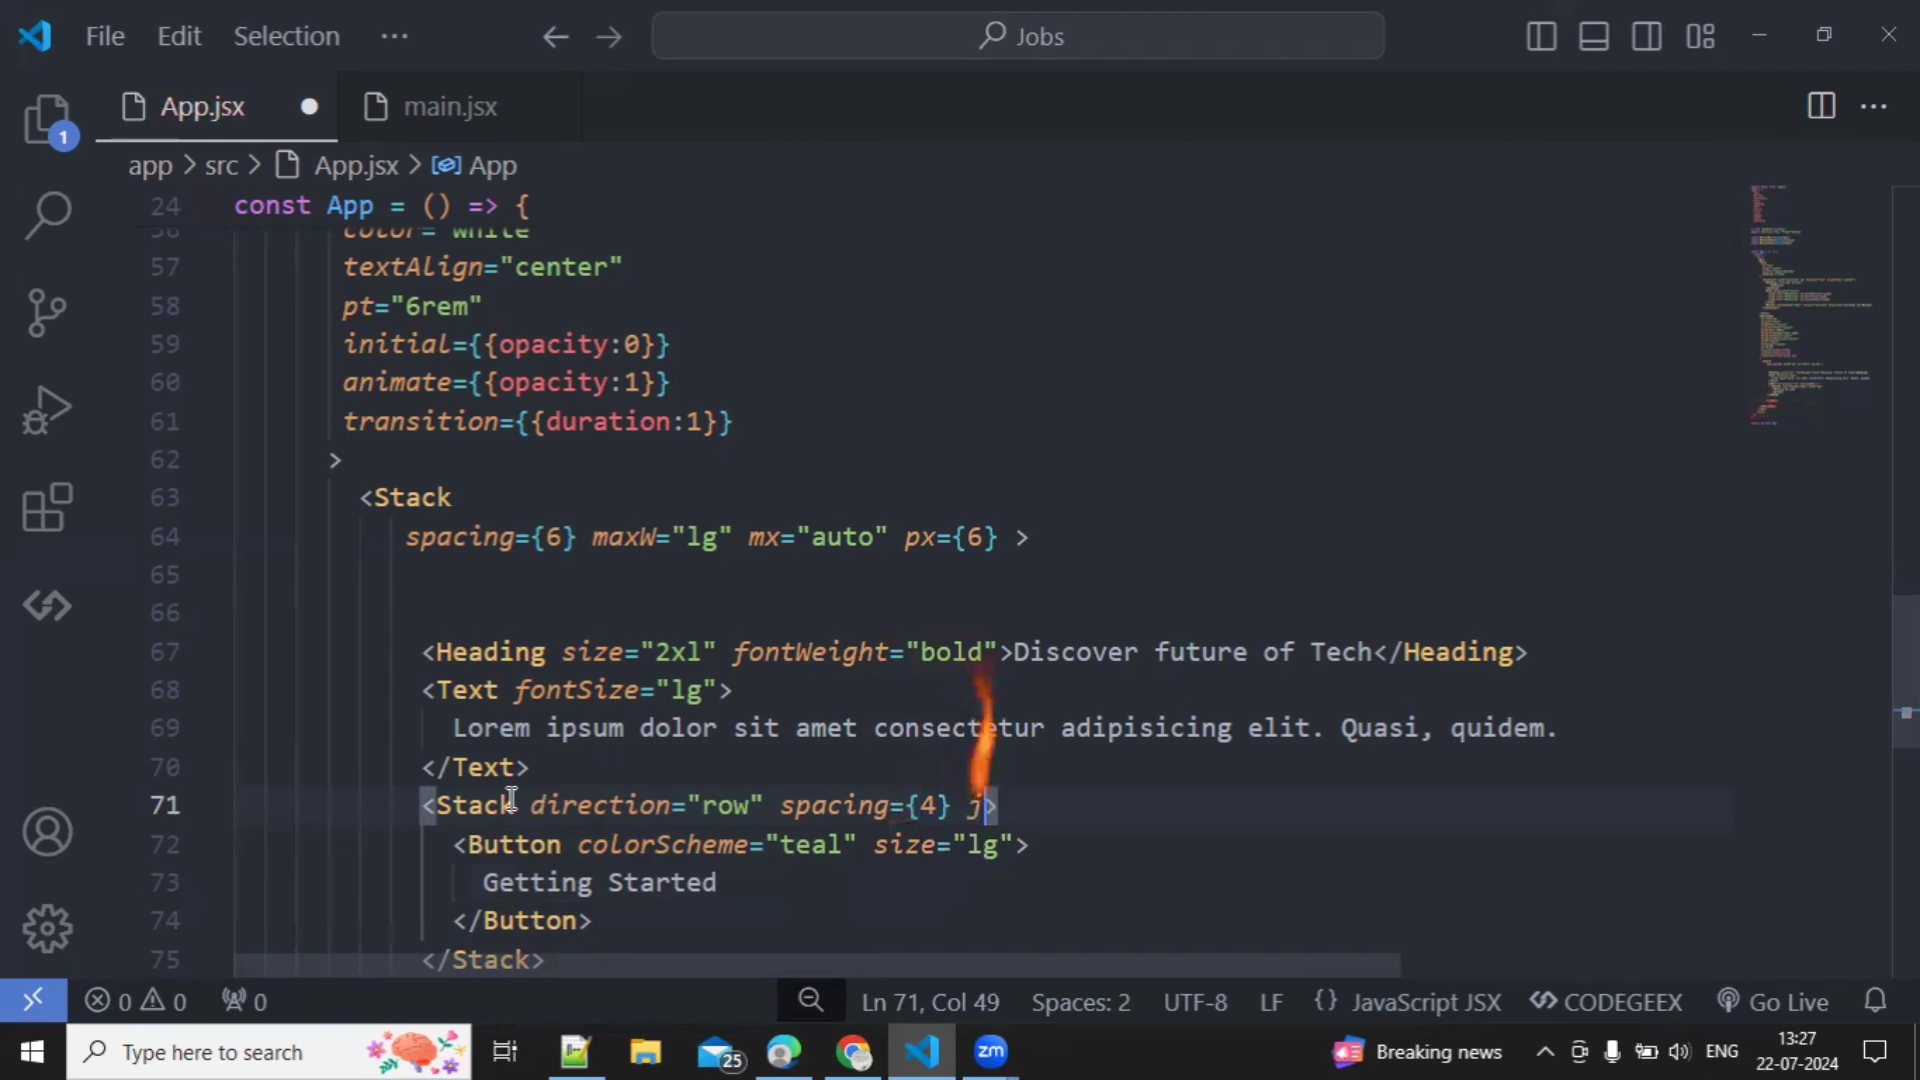 File Edit Selection ··· Jobs
App.jsx main.jsx
1
app > src > App.jsx > App
24 const App = () => {
56 color="white"
57 textAlign="center"
58 pt="6rem"
59 initial={{opacity:0}}
60 animate={{opacity:1}}
61 transition={{duration:1}}
62 >
63 <Stack
64 spacing={6} maxW="lg" mx="auto" px={6} >
65
66
67 <Heading size="2xl" fontWeight="bold">Discover future of Tech</Heading>
68 <Text fontSize="lg">
69 Lorem ipsum dolor sit amet consectetur adipisicing elit. Quasi, quidem.
70 </Text>
71 <Stack direction="row" spacing={4} j>
72 <Button colorScheme="teal" size="lg">
73 Getting Started
74 </Button>
75 </Stack>
0 0 0 Ln 71, Col 49 Spaces: 2 UTF-8 LF {} JavaScript JSX CODEGEEX Go Live
Type here to search 25 zm Breaking news ENG 13:27
22-07-2024